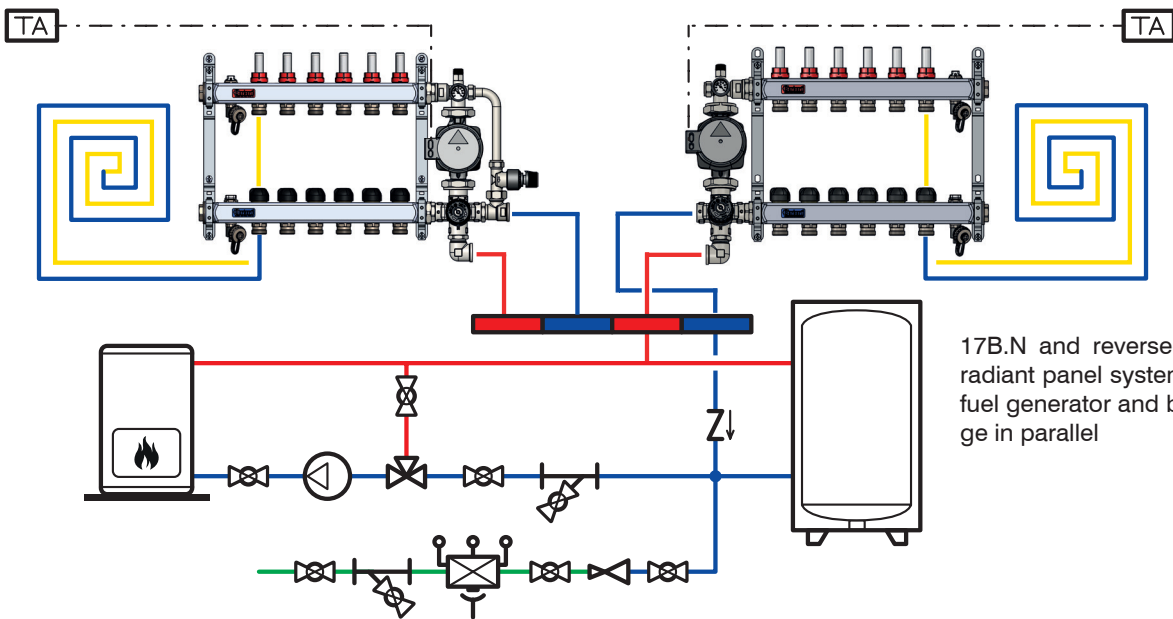 TA
TA
17B.N and reverse
radiant panel system
fuel generator and b
ge in parallel